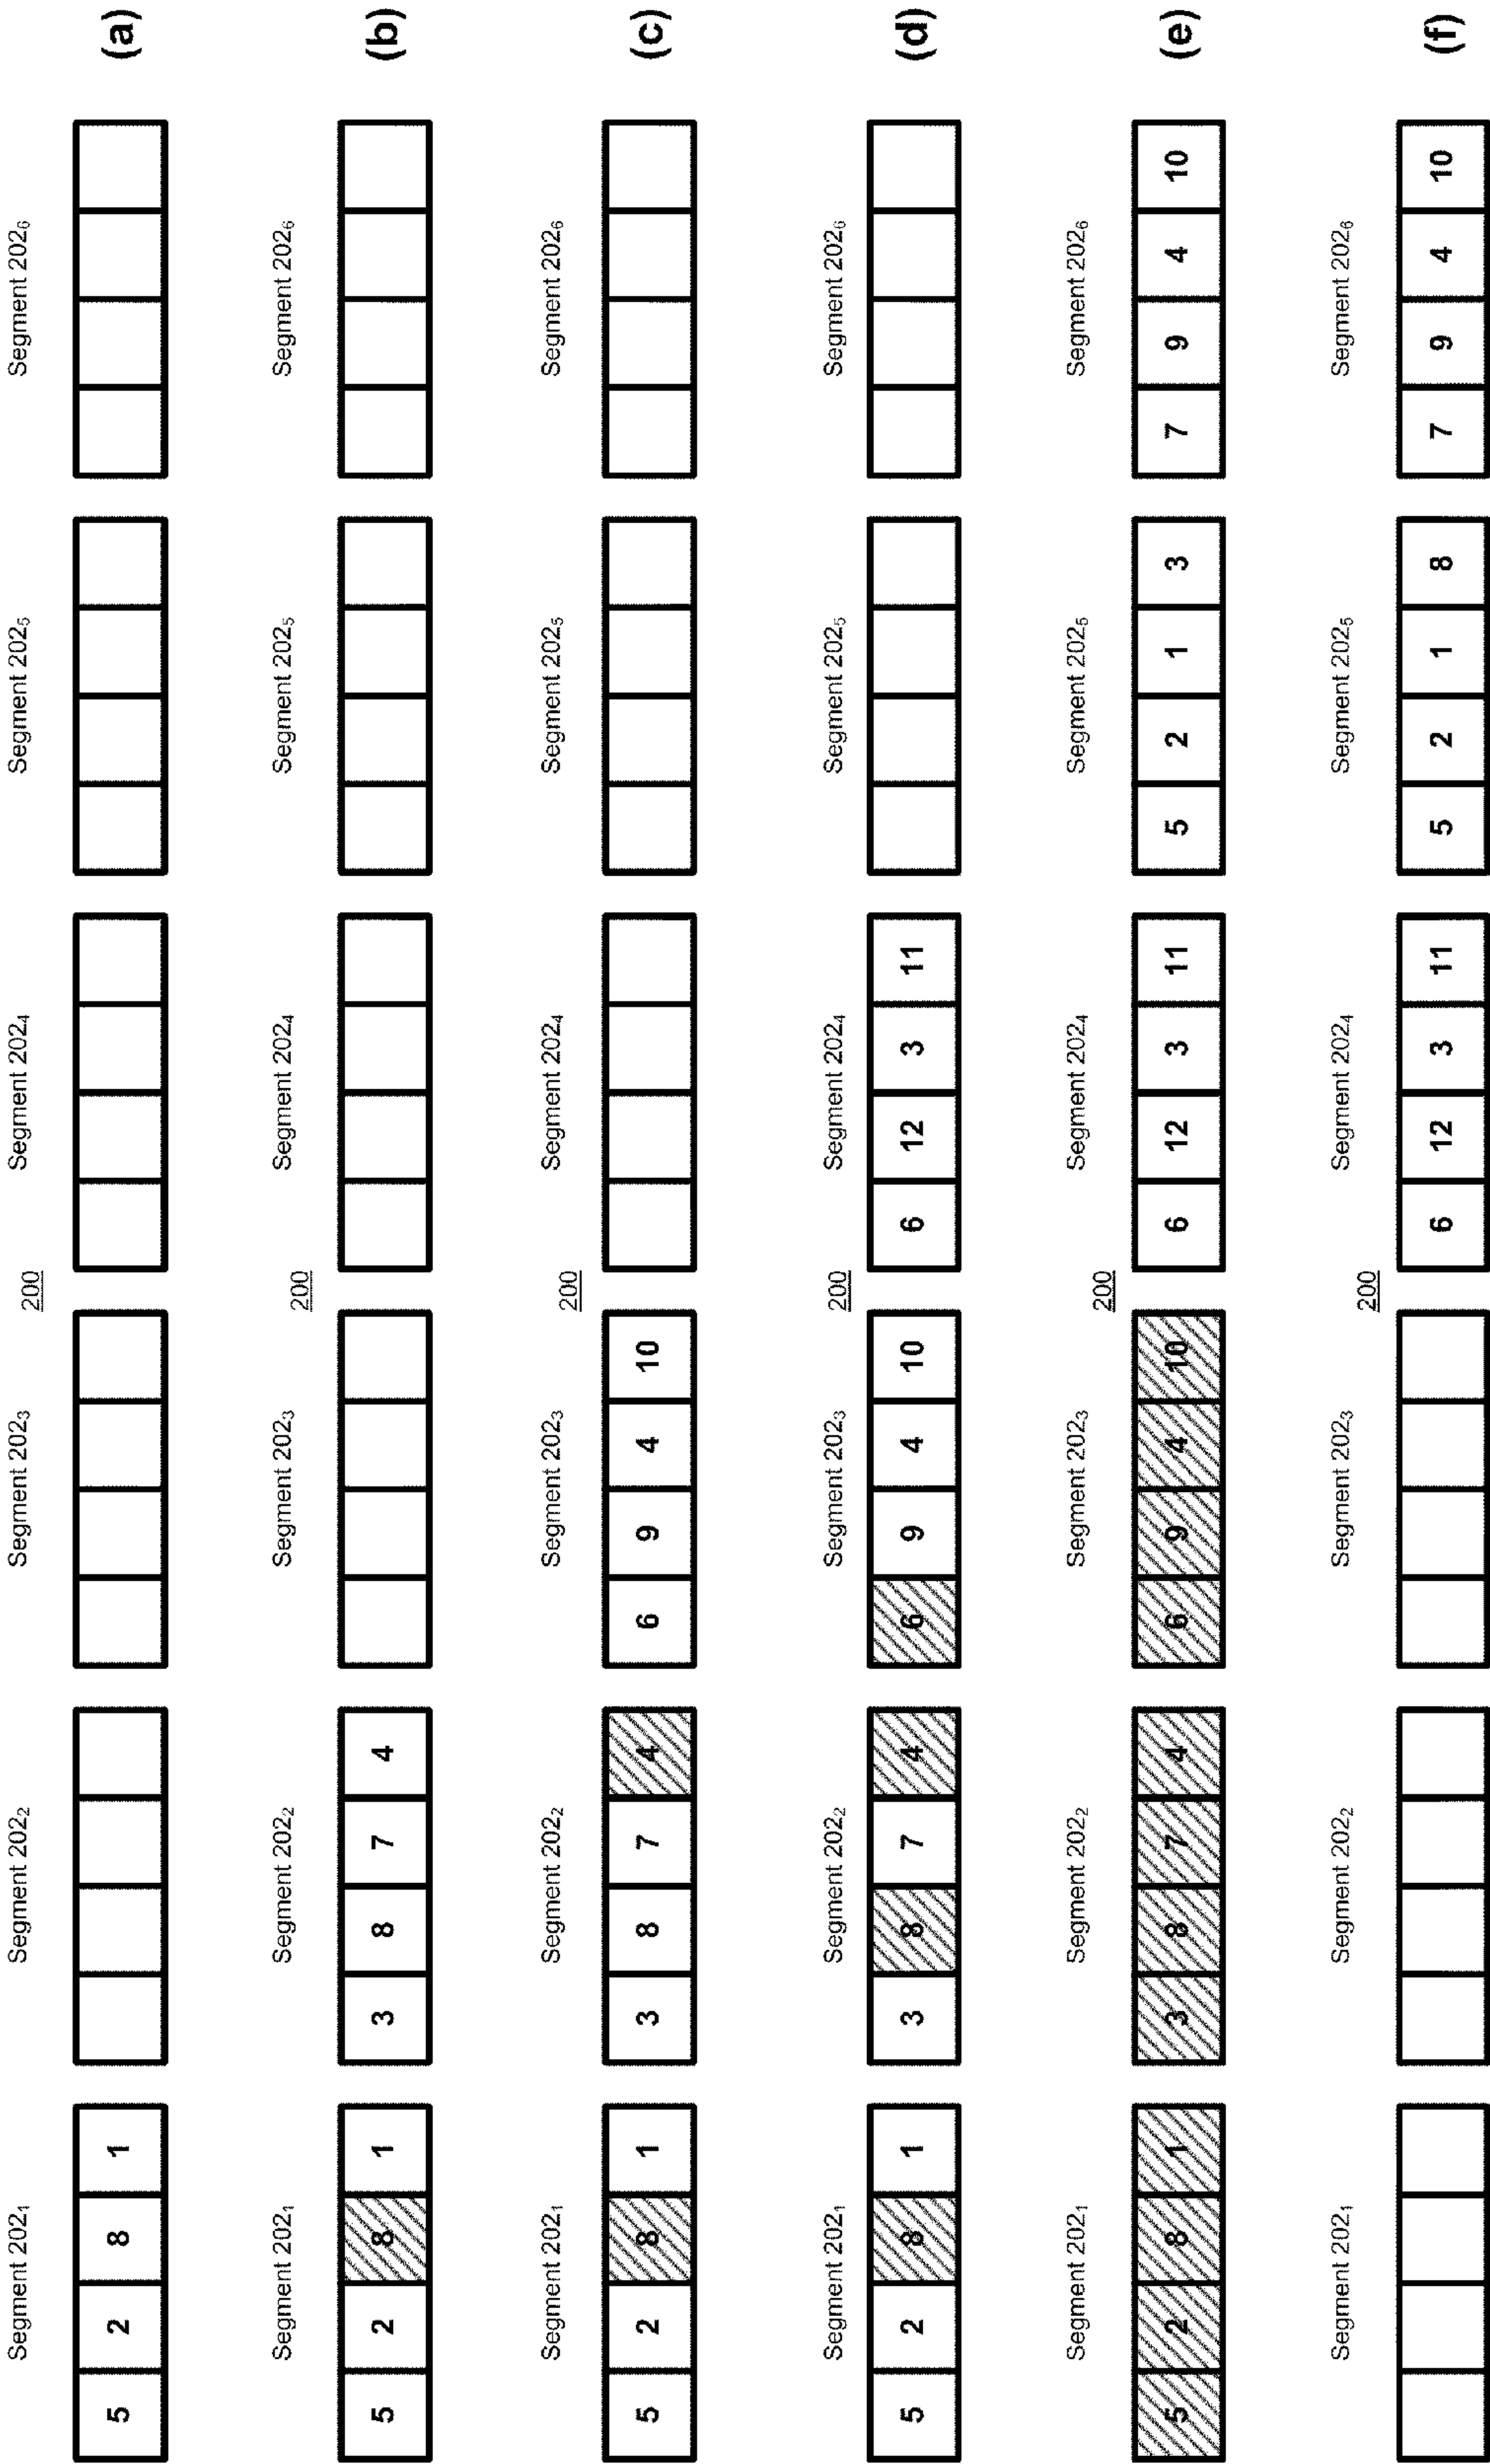 Segment 202₁ Segment 202₂ Segment 202₃ Segment 202₄ Segment 202₅ Segment 202₆
200
5 2 8 1 (a)
Segment 202₁ Segment 202₂ Segment 202₃ Segment 202₄ Segment 202₅ Segment 202₆
200
5 2 8 1 3 8 7 4 (b)
Segment 202₁ Segment 202₂ Segment 202₃ Segment 202₄ Segment 202₅ Segment 202₆
200
5 2 8 1 3 8 7 4 6 9 4 10 (c)
Segment 202₁ Segment 202₂ Segment 202₃ Segment 202₄ Segment 202₅ Segment 202₆
200
5 2 8 1 3 8 7 4 6 9 4 10 6 12 3 11 (d)
Segment 202₁ Segment 202₂ Segment 202₃ Segment 202₄ Segment 202₅ Segment 202₆
200
5 2 8 1 3 8 7 4 6 9 4 10 6 12 3 11 5 2 1 3 7 9 4 10 (e)
Segment 202₁ Segment 202₂ Segment 202₃ Segment 202₄ Segment 202₅ Segment 202₆
200
6 12 3 11 5 2 1 8 7 9 4 10 (f)